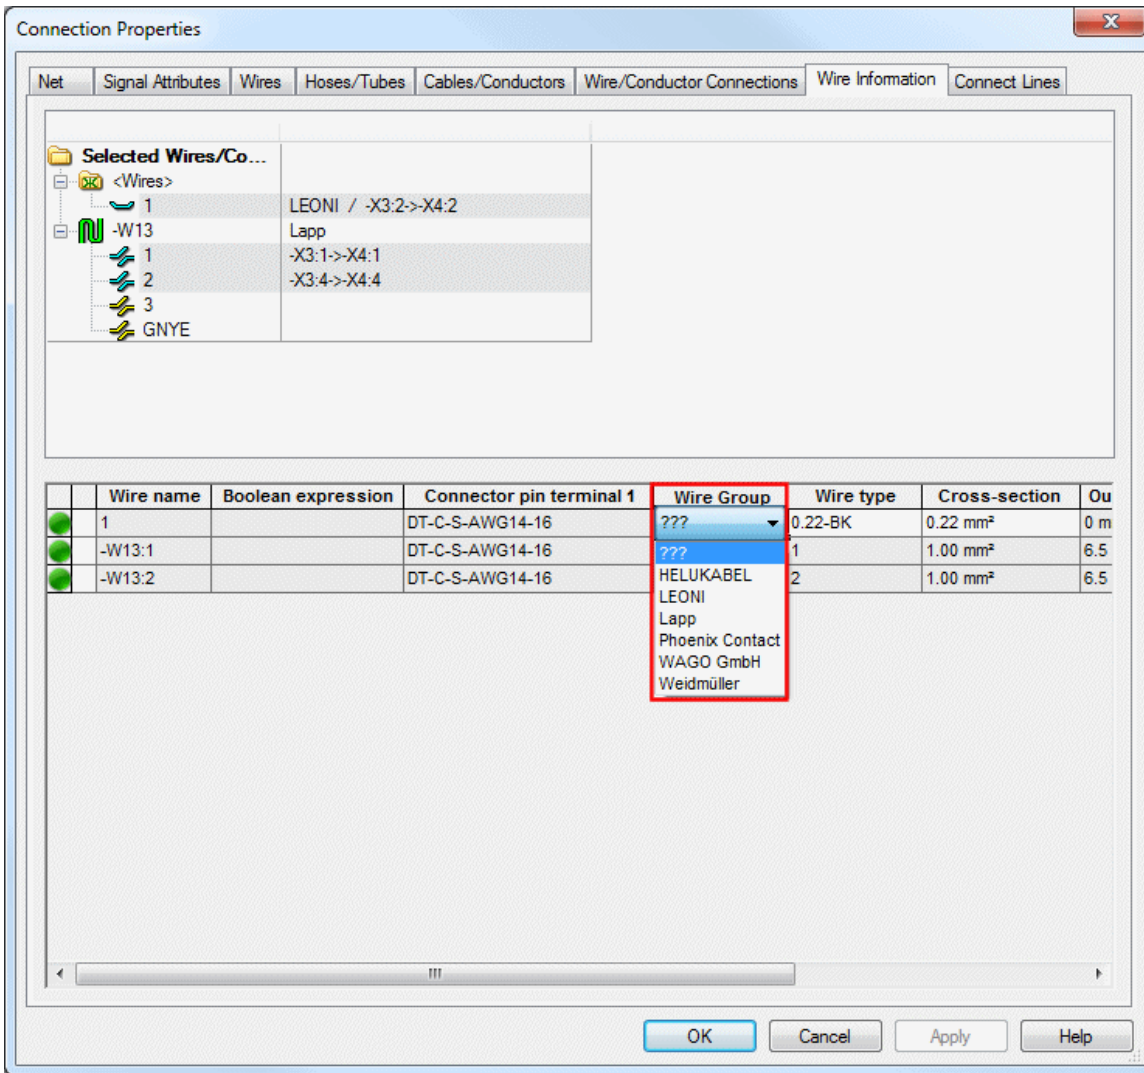 Connection Properties
Net Signal Attributes Wires Hoses/Tubes Cables/Conductors Wire/Conductor Connections Wire Information Connect Lines
Selected Wires/Co...
<Wires>
1 LEONI / -X3:2->-X4:2
-W13 Lapp
1 -X3:1->-X4:1
2 -X3:4->-X4:4
3
GNYE
Wire name Boolean expression Connector pin terminal 1 Wire Group Wire type Cross-section Ou
1 DT-C-S-AWG14-16 ??? 0.22-BK 0.22 mm² 0 m
-W13:1 DT-C-S-AWG14-16 ??? 1 1.00 mm² 6.5
-W13:2 DT-C-S-AWG14-16 HELUKABEL 2 1.00 mm² 6.5
LEONI
Lapp
Phoenix Contact
WAGO GmbH
Weidmüller
OK Cancel Apply Help